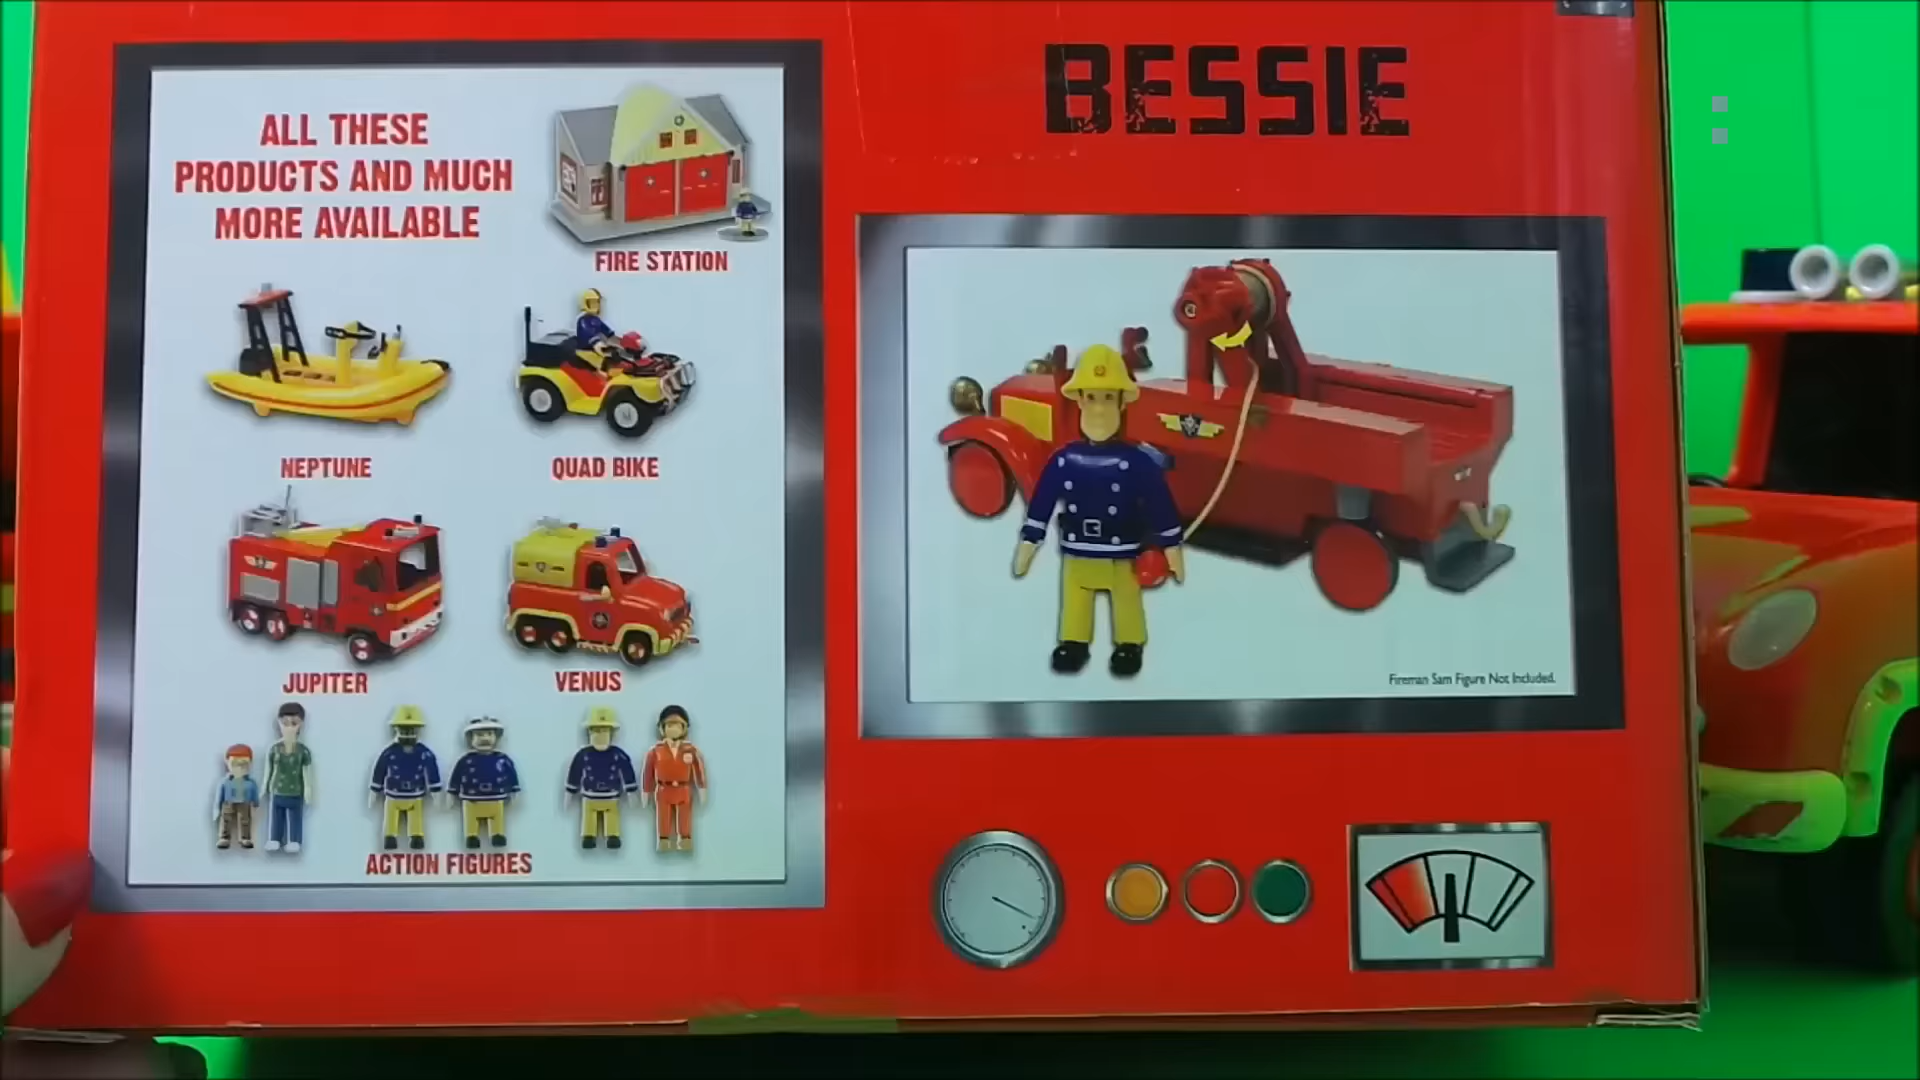 ALL THESE
PRODUCTS AND MUCH
MORE AVAILABLE
FIRE STATION
NEPTUNE
QUAD BIKE
JUPITER
VENUS
ACTION FIGURES
BESSIE
Fireman Sam Figure Not Included.